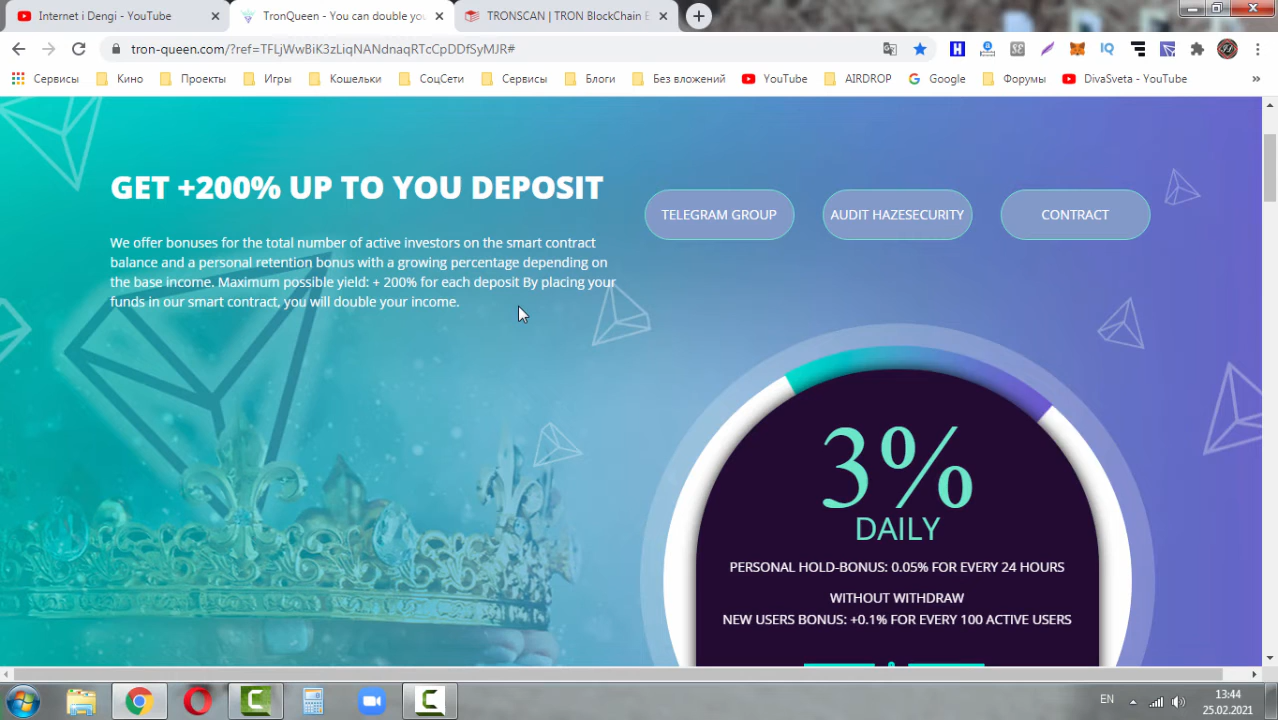 Internet i Dengi - YouTube
TronQueen - You can double you
TRONSCAN | TRON BlockChain E
tron-queen.com/?ref=TFLjWwBiK3zLiqNANdnaqRTcCpDDfSyMJR#
Сервисы
Кино
Проекты
Игры
Кошельки
СоцСети
Сервисы
Блоги
Без вложений
YouTube
AIRDROP
Google
Форумы
DivaSveta - YouTube
»
GET +200% UP TO YOU DEPOSIT
We offer bonuses for the total number of active investors on the smart contract
balance and a personal retention bonus with a growing percentage depending on
the base income. Maximum possible yield: + 200% for each deposit By placing your
funds in our smart contract, you will double your income.
TELEGRAM GROUP
AUDIT HAZESECURITY
CONTRACT
3%
DAILY
PERSONAL HOLD-BONUS: 0.05% FOR EVERY 24 HOURS
WITHOUT WITHDRAW
NEW USERS BONUS: +0.1% FOR EVERY 100 ACTIVE USERS
EN
13:44
25.02.2021